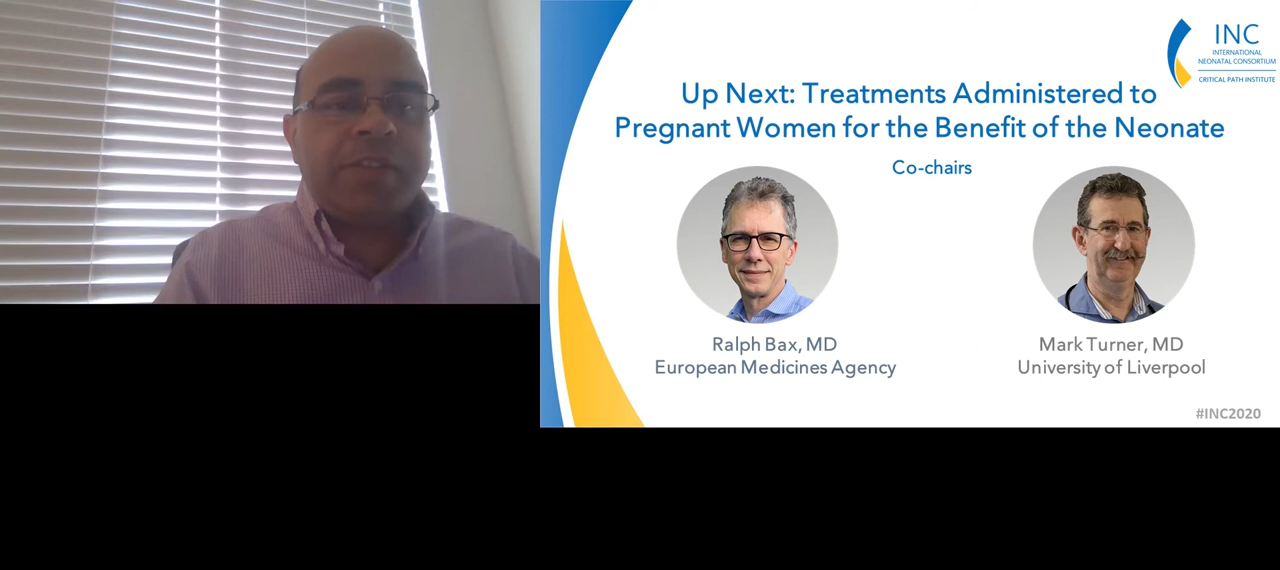 INC
INTERNATIONAL
NEONATAL CONSORTIUM
CRITICAL PATH INSTITUTE
Up Next: Treatments Administered to
Pregnant Women for the Benefit of the Neonate
Co-chairs
Ralph Bax, MD
European Medicines Agency
Mark Turner, MD
University of Liverpool
#INC2020